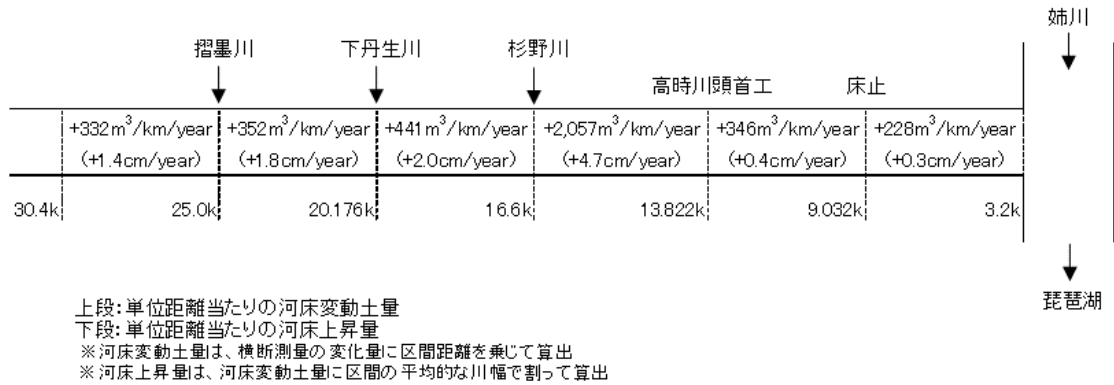 姉川
摺墨川 下丹生川 杉野川
高時川頭首工 床止
+332m³/km/year +352m³/km/year +441m³/km/year +2,057m³/km/year +346m³/km/year +228m³/km/year
(+1.4cm/year) (+1.8cm/year) (+2.0cm/year) (+4.7cm/year) (+0.4cm/year) (+0.3cm/year)
30.4k 25.0k 20.176k 16.6k 13.822k 9.032k 3.2k
琵琶湖
上段:単位距離当たりの河床変動土量
下段:単位距離当たりの河床上昇量
※河床変動土量は、横断測量の変化量に区間距離を乗じて算出
※河床上昇量は、河床変動土量に区間の平均的な川幅で割って算出